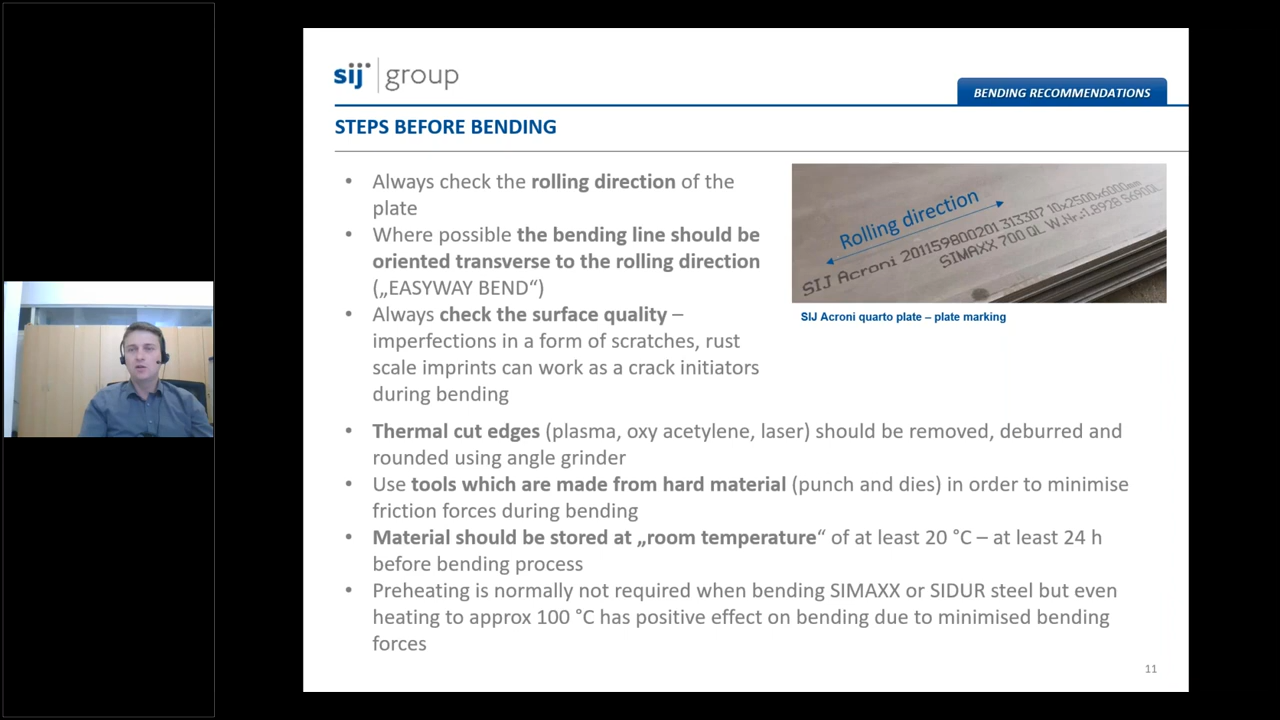 sij group
BENDING RECOMMENDATIONS
STEPS BEFORE BENDING
• Always check the rolling direction of the
plate
• Where possible the bending line should be
oriented transverse to the rolling direction
(„EASYWAY BEND“)
• Always check the surface quality –
imperfections in a form of scratches, rust
scale imprints can work as a crack initiators
during bending
Rolling direction
SIJ Acroni 201159800201 313307 10x2500x6000mm
SIMAXX 700 QL W.Nr.:1.8928 S690QL
SIJ Acroni quarto plate – plate marking
• Thermal cut edges (plasma, oxy acetylene, laser) should be removed, deburred and
rounded using angle grinder
• Use tools which are made from hard material (punch and dies) in order to minimise
friction forces during bending
• Material should be stored at „room temperature“ of at least 20 °C – at least 24 h
before bending process
• Preheating is normally not required when bending SIMAXX or SIDUR steel but even
heating to approx 100 °C has positive effect on bending due to minimised bending
forces
11